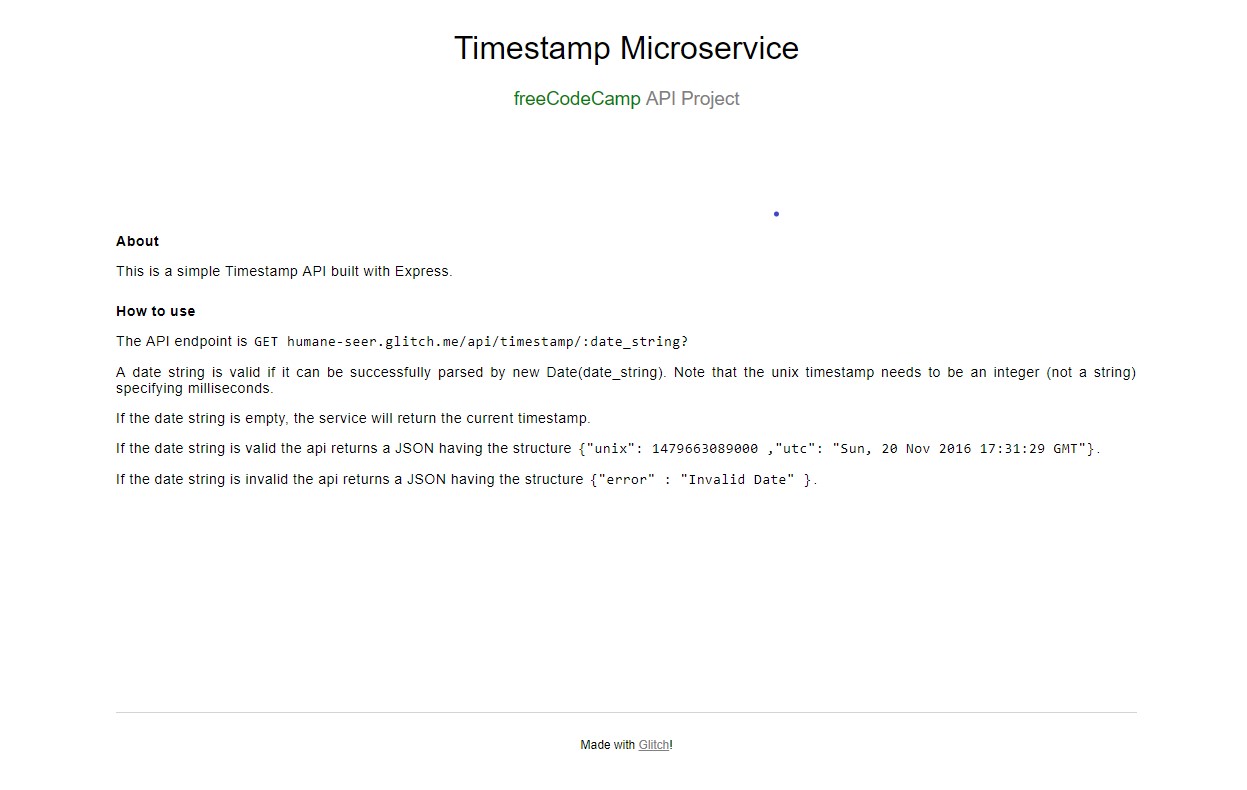 Timestamp Microservice
freeCodeCamp API Project
About
This is a simple Timestamp API built with Express.
How to use
The API endpoint is GET humane-seer.glitch.me/api/timestamp/:date_string?
A date string is valid if it can be successfully parsed by new Date(date_string). Note that the unix timestamp needs to be an integer (not a string)
specifying milliseconds.
If the date string is empty, the service will return the current timestamp.
If the date string is valid the api returns a JSON having the structure {"unix": 1479663089000 ,"utc": "Sun, 20 Nov 2016 17:31:29 GMT"}.
If the date string is invalid the api returns a JSON having the structure {"error" : "Invalid Date" }.
Made with Glitch!